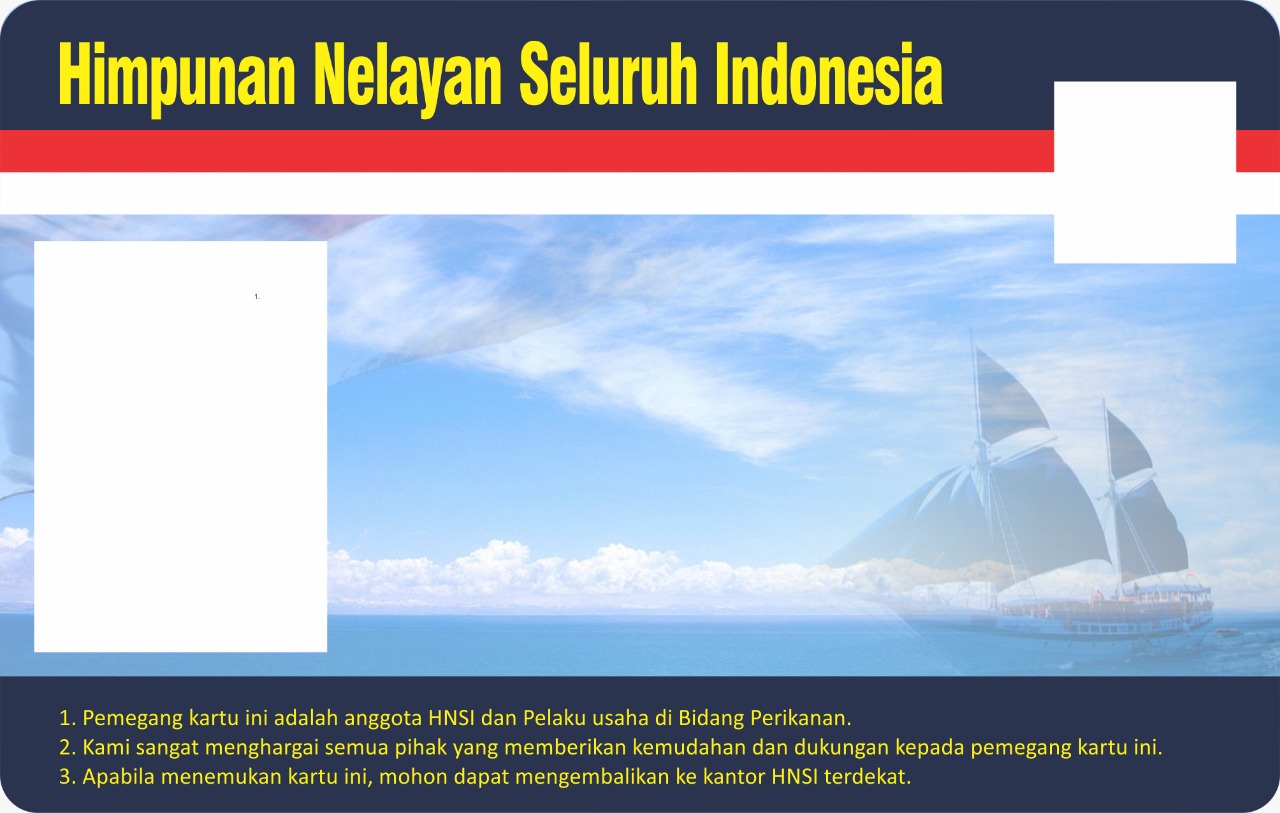 Himpunan Nelayan Seluruh Indonesia
1.
1. Pemegang kartu ini adalah anggota HNSI dan Pelaku usaha di Bidang Perikanan.
2. Kami sangat menghargai semua pihak yang memberikan kemudahan dan dukungan kepada pemegang kartu ini.
3. Apabila menemukan kartu ini, mohon dapat mengembalikan ke kantor HNSI terdekat.